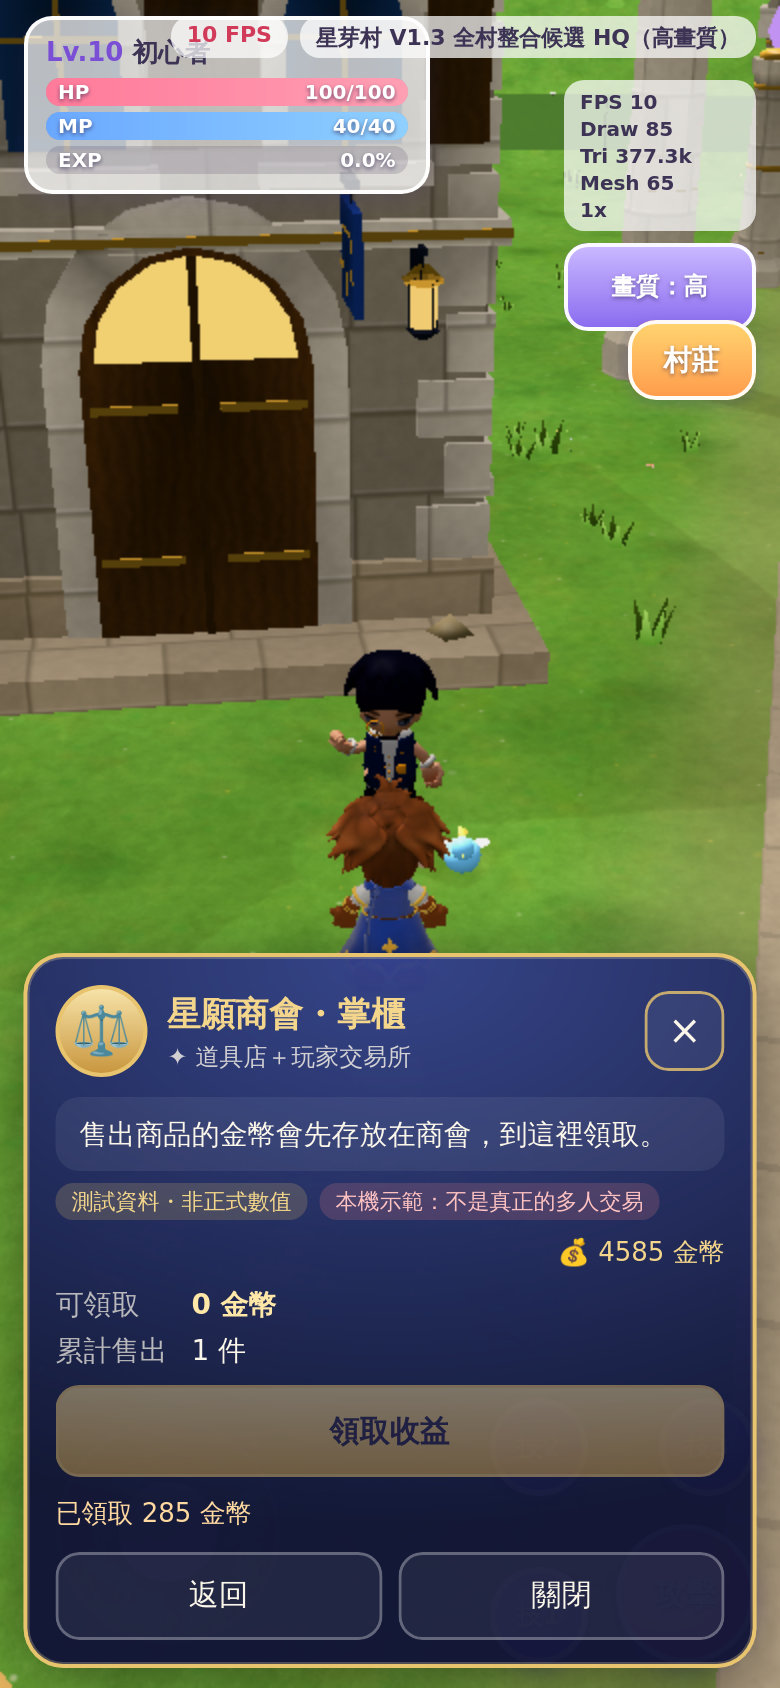 Lv.10 初心者
10 FPS
星芽村 V1.3 全村整合候選 HQ（高畫質）
HP 100/100
MP 40/40
EXP 0.0%
FPS 10
Draw 85
Tri 377.3k
Mesh 65
1x
畫質：高
村莊
星願商會・掌櫃
✦ 道具店＋玩家交易所
×
售出商品的金幣會先存放在商會，到這裡領取。
測試資料・非正式數值
本機示範：不是真正的多人交易
4585 金幣
可領取 0 金幣
累計售出 1 件
領取收益
已領取 285 金幣
返回
關閉